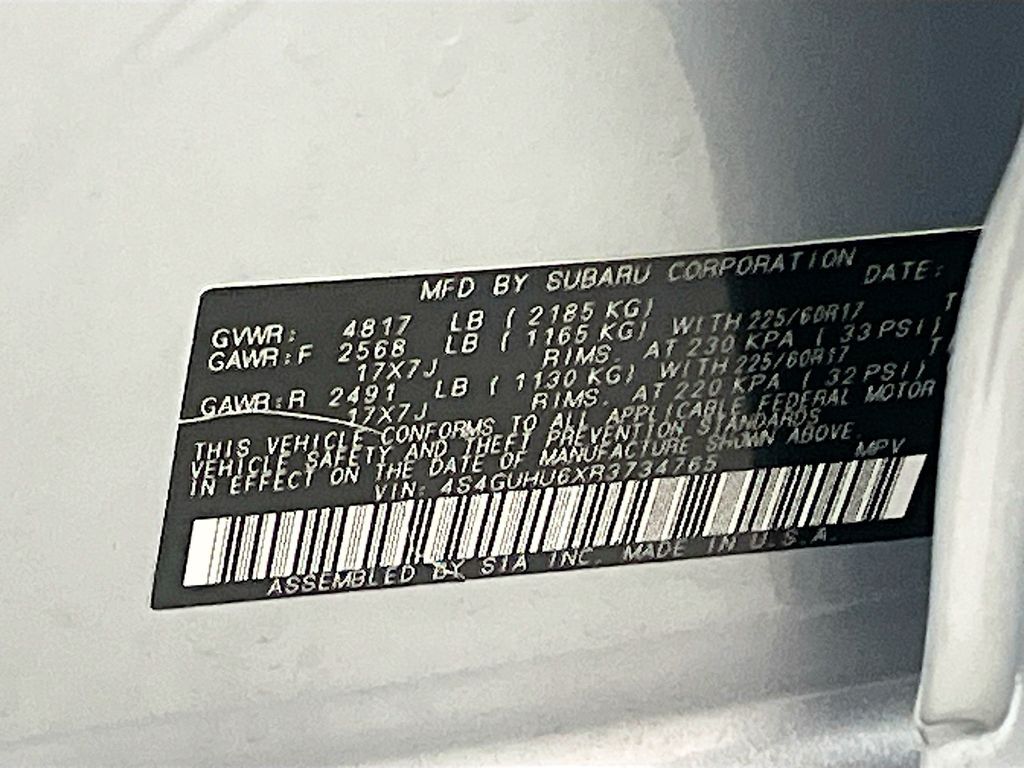 MFD BY SUBARU CORPORATION DATE:
GVWR: 4817 LB ( 2185 KG)
GAWR:F 2568 LB ( 1165 KG) WITH 225/60R17 T
17X7J RIMS. AT 230 KPA ( 33 PSI)
GAWR:R 2491 LB ( 1130 KG) WITH 225/60R17 T
17X7J RIMS. AT 220 KPA ( 32 PSI)
THIS VEHICLE CONFORMS TO ALL APPLICABLE FEDERAL MOTOR
VEHICLE SAFETY AND THEFT PREVENTION STANDARDS
IN EFFECT ON THE DATE OF MANUFACTURE SHOWN ABOVE.
VIN: 4S4GUHU6XR3734765 MPV
ASSEMBLED BY SIA INC. MADE IN U.S.A.